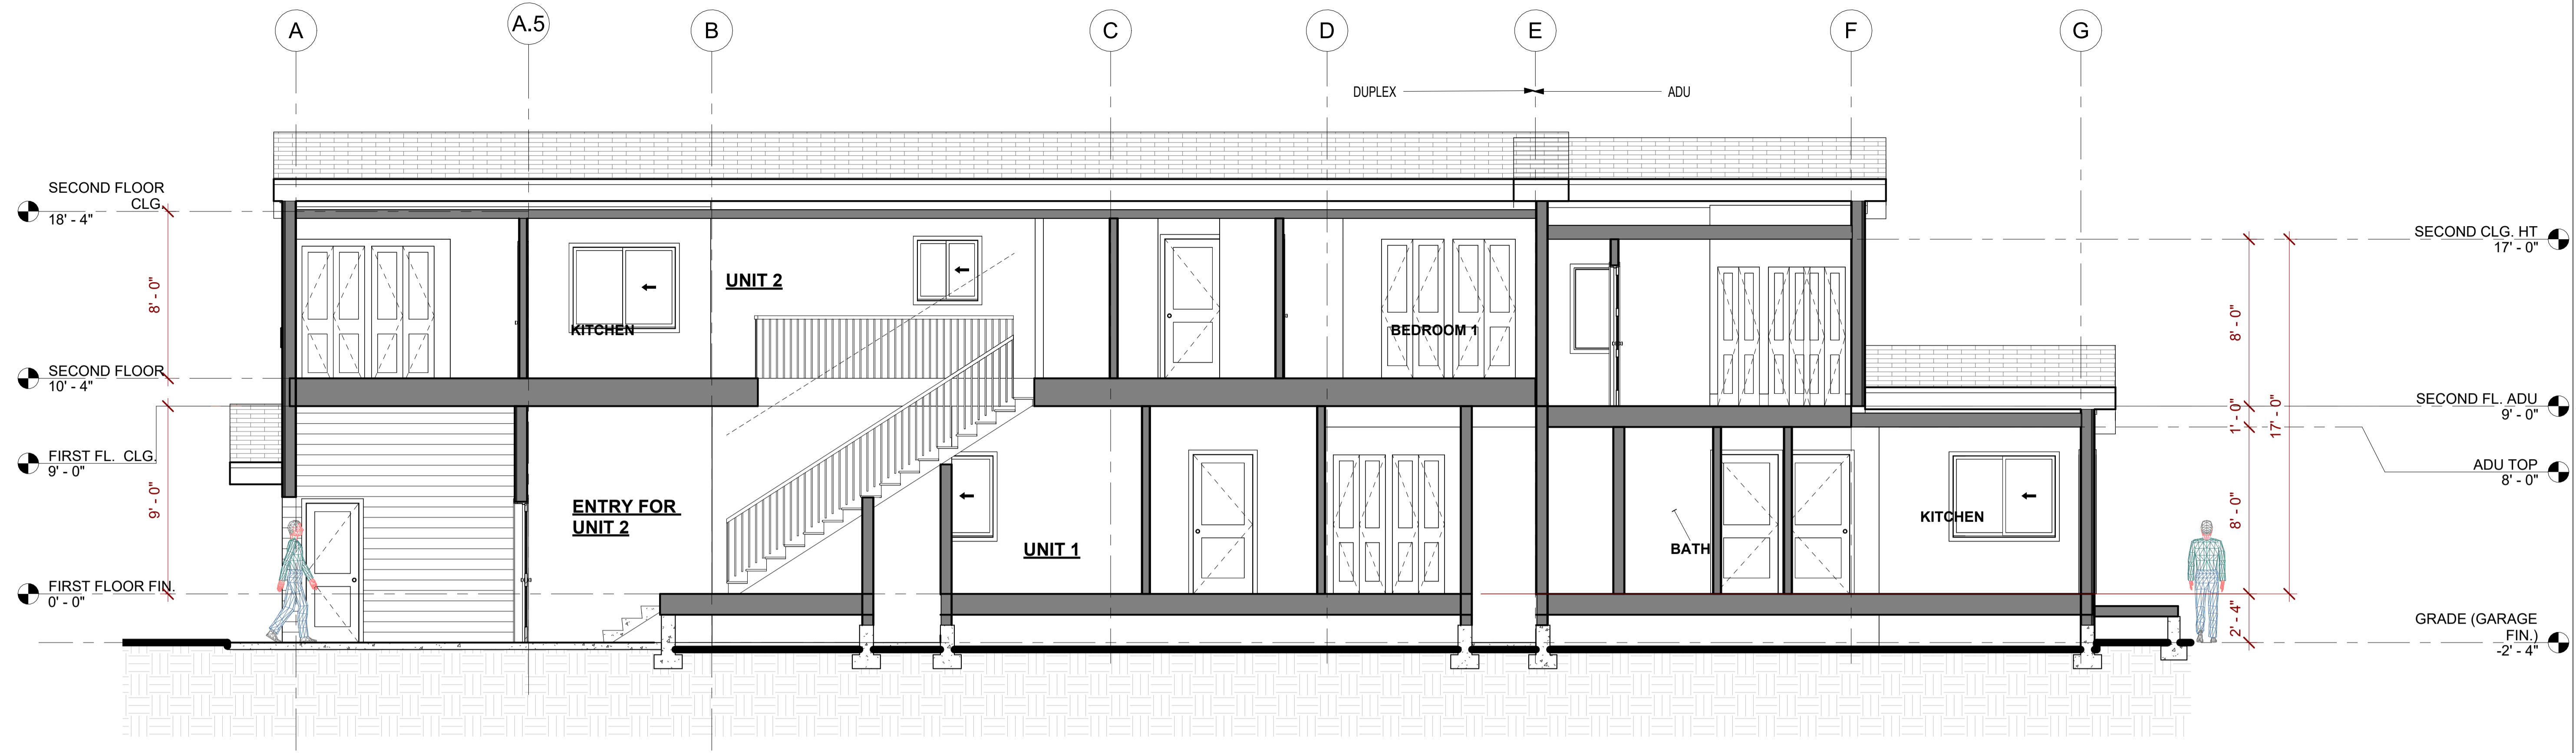 A
A.5
B
C
D
E
F
G
DUPLEX
ADU
SECOND FLOOR
CLG.
18' - 4"
8' - 0"
SECOND FLOOR
10' - 4"
FIRST FL. CLG.
9' - 0"
9' - 0"
FIRST FLOOR FIN.
0' - 0"
UNIT 2
KITCHEN
BEDROOM 1
ENTRY FOR
UNIT 2
UNIT 1
BATH
KITCHEN
8' - 0"
1' - 0"
17' - 0"
8' - 0"
2' - 4"
SECOND CLG. HT
17' - 0"
SECOND FL. ADU
9' - 0"
ADU TOP
8' - 0"
GRADE (GARAGE
FIN.)
-2' - 4"